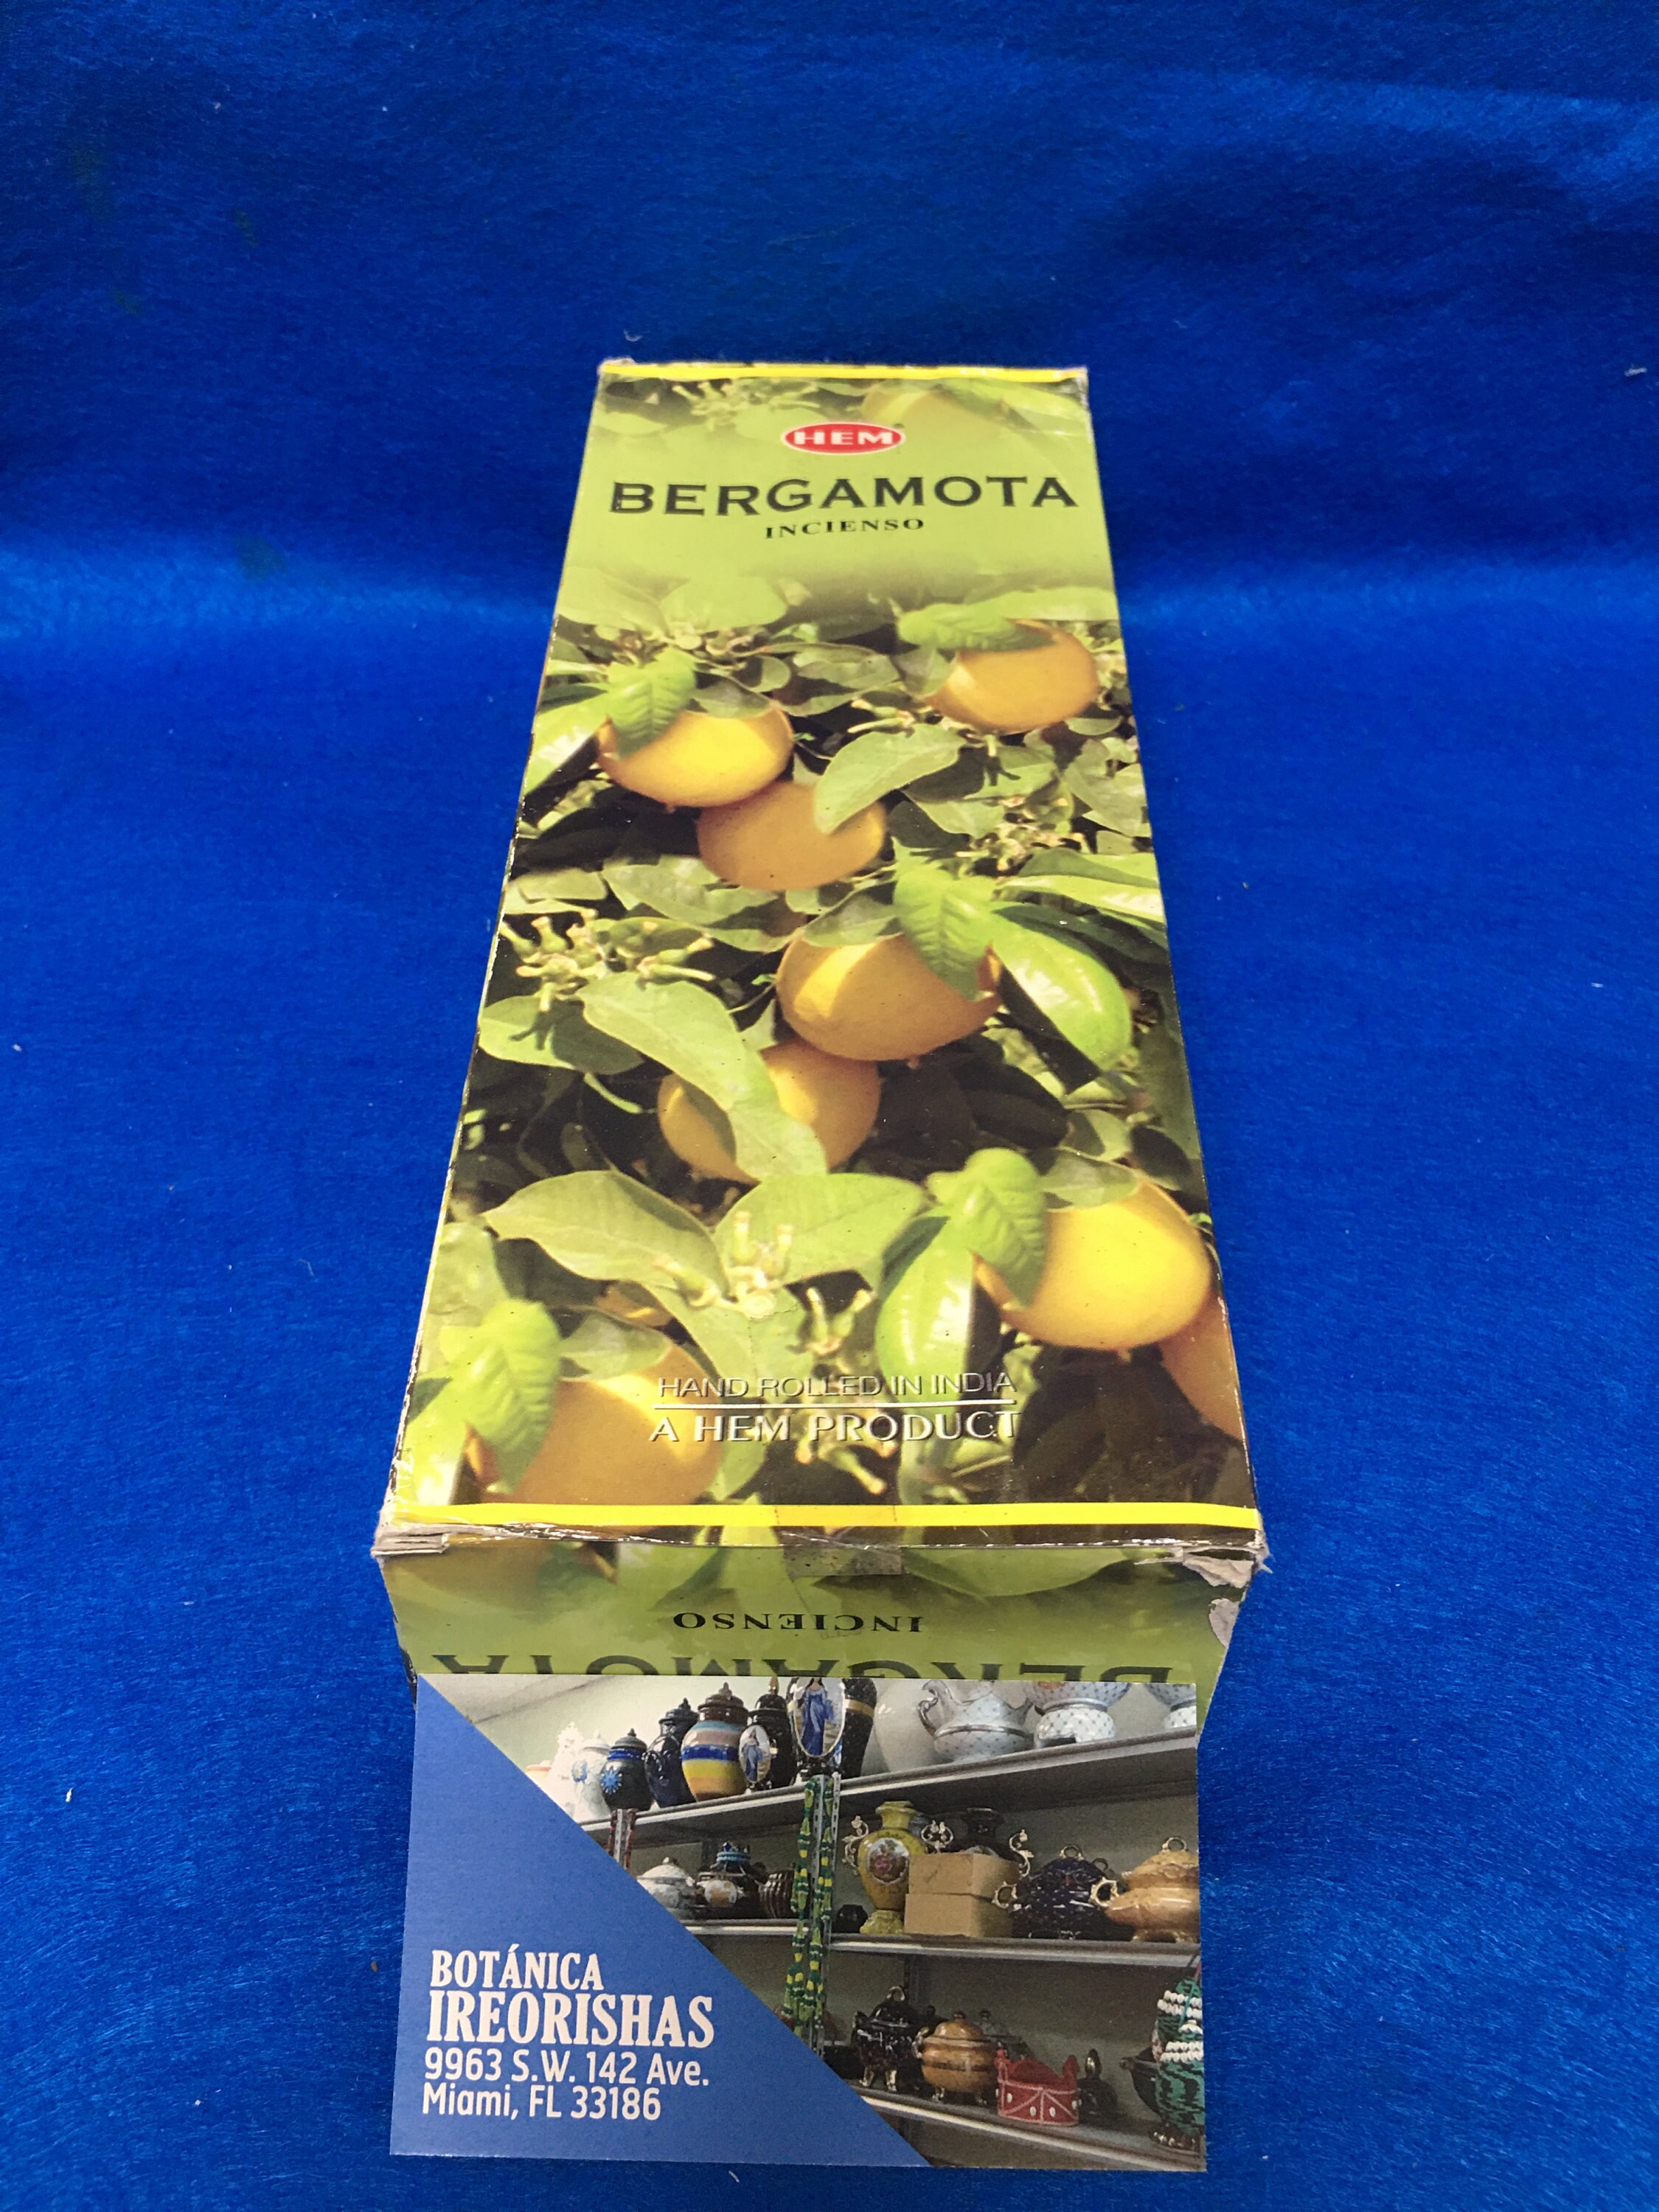 HEM
BERGAMOTA
INCIENSO
HAND ROLLED IN INDIA
A HEM PRODUCT
INCIENSO
BERGAMOTA
BOTÁNICA
IREORISHAS
9963 S.W. 142 Ave.
Miami, FL 33186